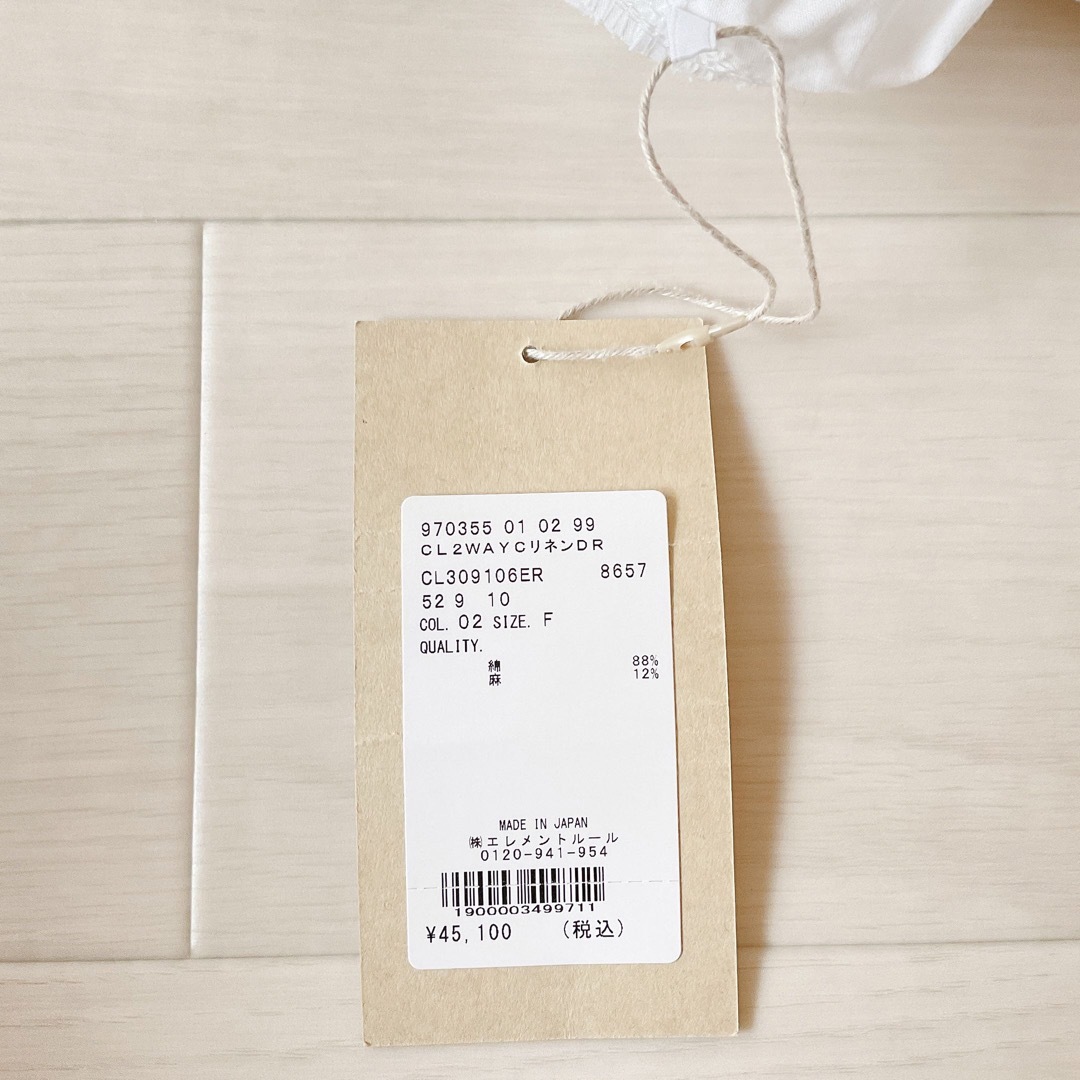 970355 01 02 99
CL2WAYCリネンDR
CL309106ER 8657
52 9 10
COL. 02 SIZE. F
QUALITY.
綿 88%
麻 12%
MADE IN JAPAN
㈱エレメントルール
0120-941-954
1900003499711
¥45,100 (税込)